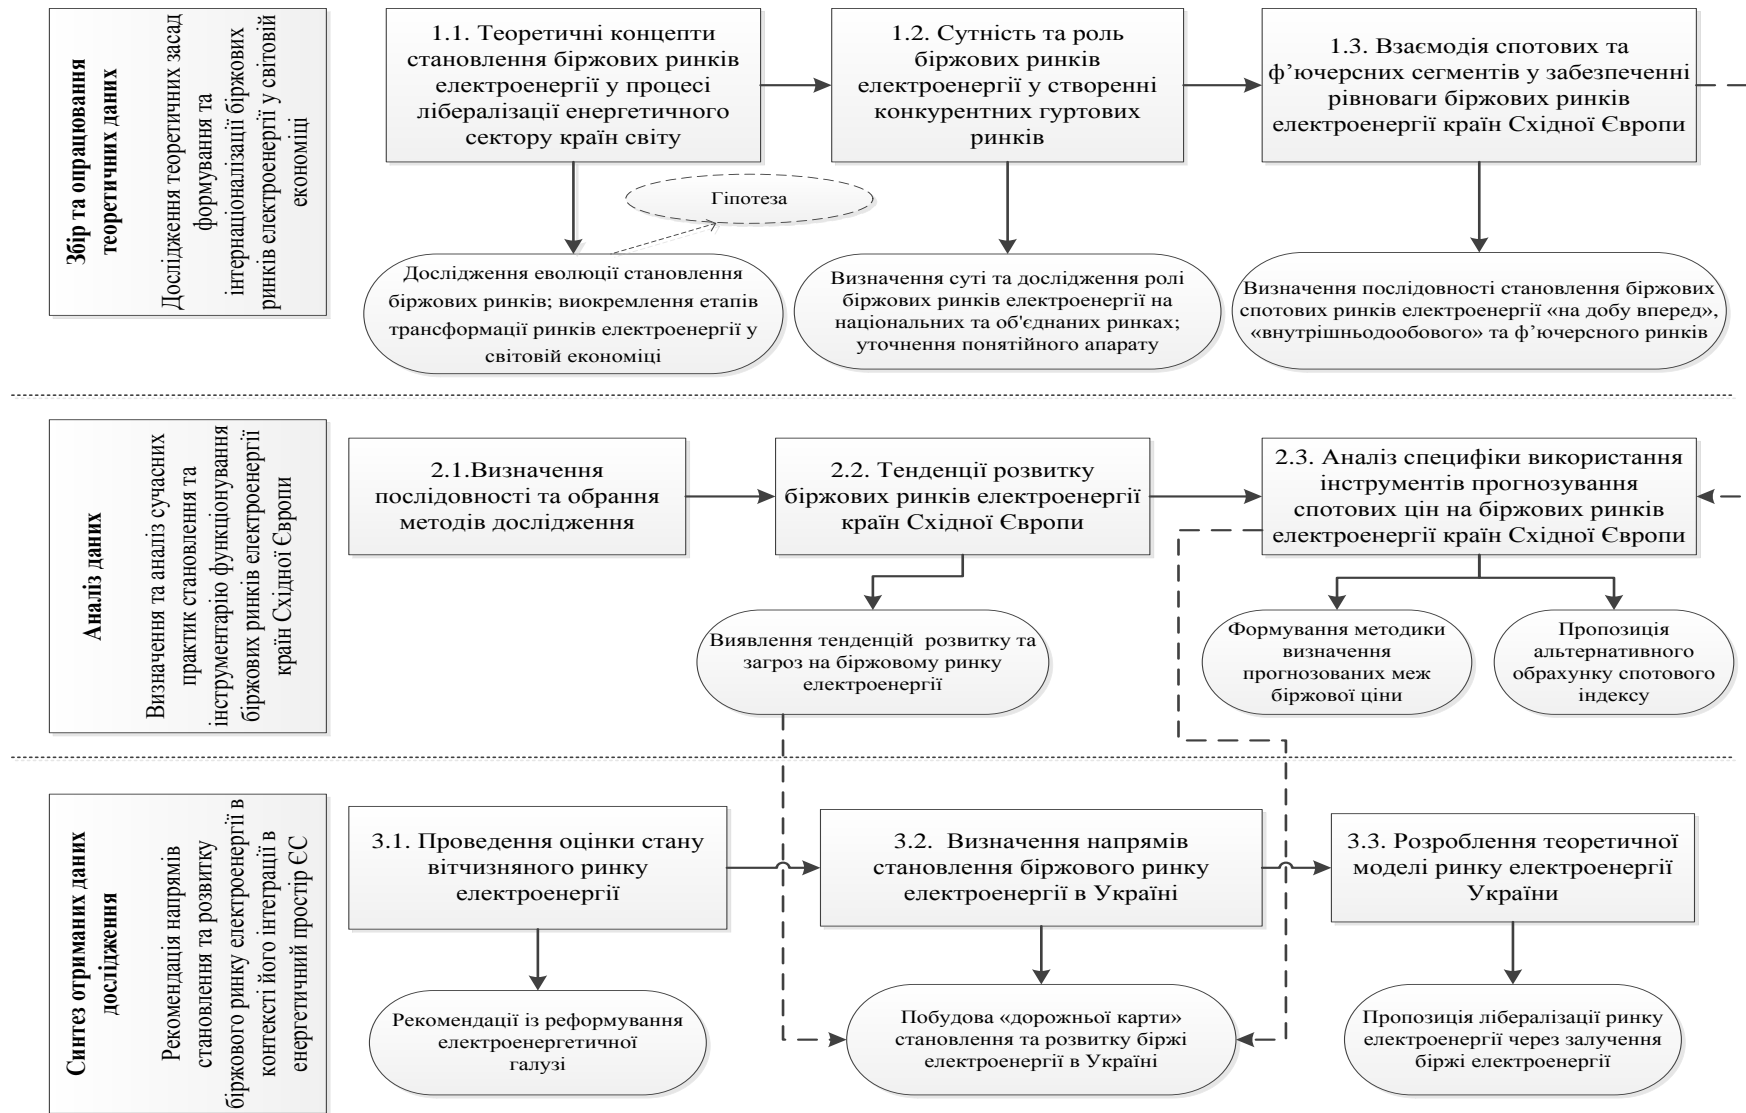 Збір та опрацювання
теоретичних даних
Дослідження теоретичних засад
формування та
інтернаціоналізації біржових
ринків електроенергії у світовій
економіці
1.1. Теоретичні концепти
становлення біржових ринків
електроенергії у процесі
лібералізації енергетичного
сектору країн світу
1.2. Сутність та роль
біржових ринків
електроенергії у створенні
конкурентних гуртових
ринків
1.3. Взаємодія спотових та
ф’ючерсних сегментів у забезпеченні
рівноваги біржових ринків
електроенергії країн Східної Європи
Гіпотеза
Дослідження еволюції становлення
біржових ринків; виокремлення етапів
трансформації ринків електроенергії у
світовій економіці
Визначення суті та дослідження ролі
біржових ринків електроенергії на
національних та об'єднаних ринках;
уточнення понятійного апарату
Визначення послідовності становлення біржових
спотових ринків електроенергії «на добу вперед»,
«внутрішньодообового» та ф’ючерсного ринків
Аналіз даних
Визначення та аналіз сучасних
практик становлення та
інструментарію функціонування
біржових ринків електроенергії
країн Східної Європи
2.1.Визначення
послідовності та обрання
методів дослідження
2.2. Тенденції розвитку
біржових ринків електроенергії
країн Східної Європи
2.3. Аналіз специфіки використання
інструментів прогнозування
спотових цін на біржових ринків
електроенергії країн Східної Європи
Виявлення тенденцій розвитку та
загроз на біржовому ринку
електроенергії
Формування методики
визначення
прогнозованих меж
біржової ціни
Пропозиція
альтернативного
обрахунку спотового
індексу
Синтез отриманих даних
дослідження
Рекомендація напрямів
становлення та розвитку
біржового ринку електроенергії в
контексті його інтеграції в
енергетичний простір ЄС
3.1. Проведення оцінки стану
вітчизняного ринку
електроенергії
3.2. Визначення напрямів
становлення біржового ринку
електроенергії в Україні
3.3. Розроблення теоретичної
моделі ринку електроенергії
України
Рекомендації із реформування
електроенергетичної
галузі
Побудова «дорожньої карти»
становлення та розвитку біржі
електроенергії в Україні
Пропозиція лібералізації ринку
електроенергії через залучення
біржі електроенергії